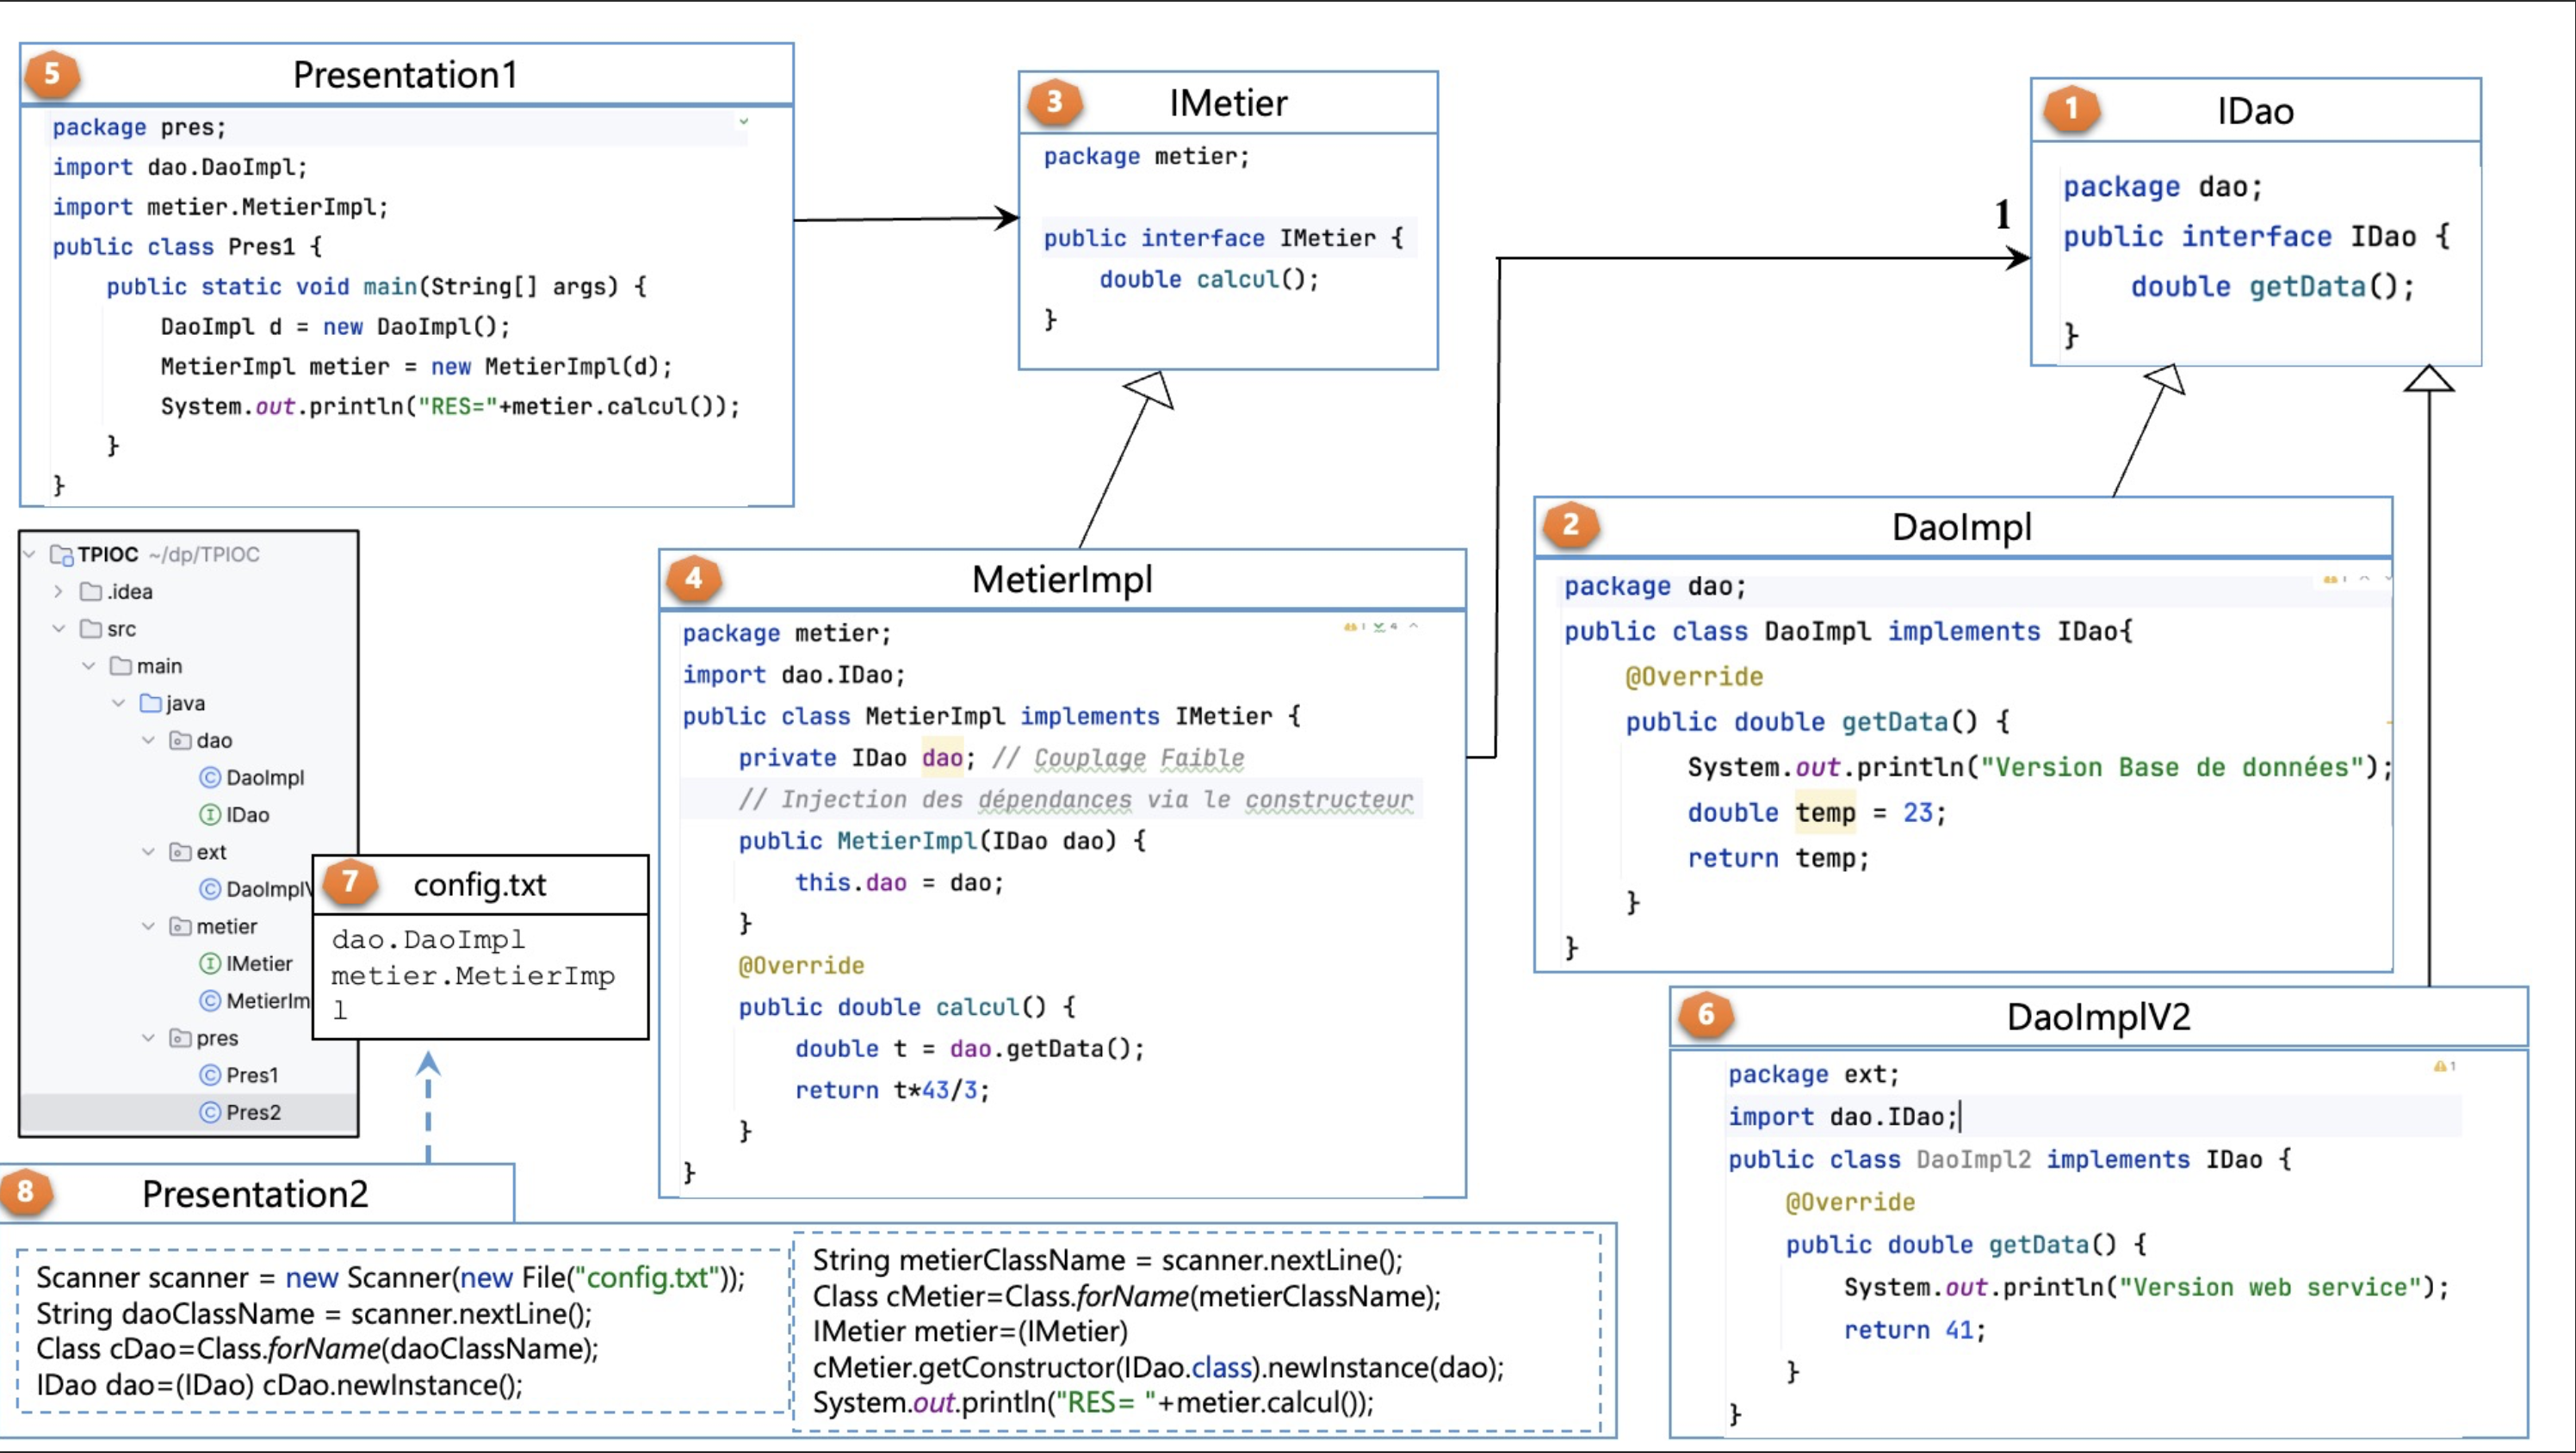 5
Presentation1
package pres;
import dao.DaoImpl;
import metier.MetierImpl;
public class Pres1 {
public static void main(String[] args) {
DaoImpl d = new DaoImpl();
MetierImpl metier = new MetierImpl(d);
System.out.println("RES="+metier.calcul());
}
}
3
IMetier
package metier;
public interface IMetier {
double calcul();
}
1
1
IDao
package dao;
public interface IDao {
double getData();
}
TPIOC ~/dp/TPIOC
.idea
src
main
java
dao
DaoImpl
IDao
ext
DaoImplV
metier
IMetier
MetierIm
pres
Pres1
Pres2
7
config.txt
dao.DaoImpl
metier.MetierImp
l
4
MetierImpl
1 4
package metier;
import dao.IDao;
public class MetierImpl implements IMetier {
private IDao dao; // Couplage Faible
// Injection des dépendances via le constructeur
public MetierImpl(IDao dao) {
this.dao = dao;
}
@Override
public double calcul() {
double t = dao.getData();
return t*43/3;
}
}
2
DaoImpl
1
package dao;
public class DaoImpl implements IDao{
@Override
public double getData() {
System.out.println("Version Base de données");
double temp = 23;
return temp;
}
}
6
DaoImplV2
1
package ext;
import dao.IDao;
public class DaoImpl2 implements IDao {
@Override
public double getData() {
System.out.println("Version web service");
return 41;
}
}
8
Presentation2
Scanner scanner = new Scanner(new File("config.txt"));
String daoClassName = scanner.nextLine();
Class cDao=Class.forName(daoClassName);
IDao dao=(IDao) cDao.newInstance();
String metierClassName = scanner.nextLine();
Class cMetier=Class.forName(metierClassName);
IMetier metier=(IMetier)
cMetier.getConstructor(IDao.class).newInstance(dao);
System.out.println("RES= "+metier.calcul());